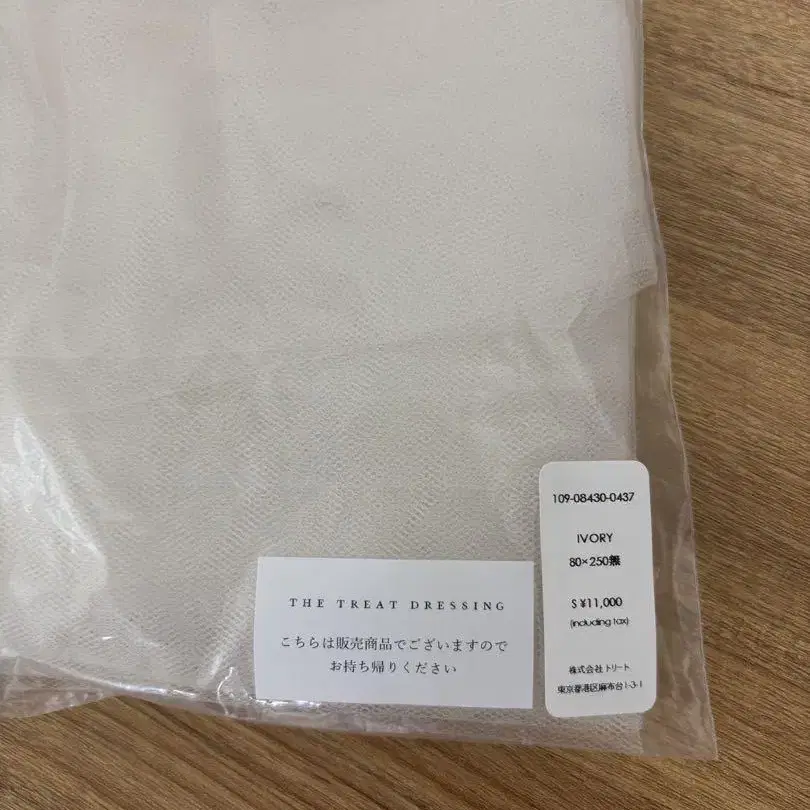 THE TREAT DRESSING
こちらは販売商品でございますので
お持ち帰りください
109-08430-0437
IVORY
80×250無
S ¥11,000
(including tax)
株式会社トリート
東京都港区麻布台1-3-1